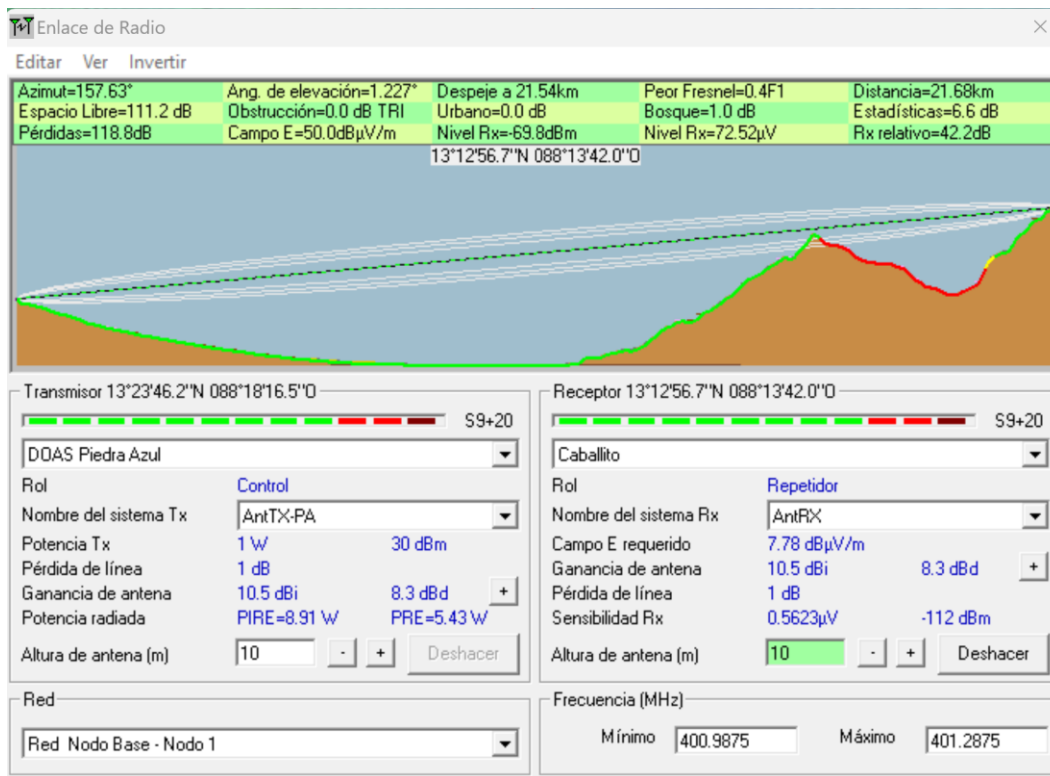 Enlace de Radio
Editar Ver Invertir
Azimut=157.63° Ang. de elevación=1.227° Despeje a 21.54km Peor Fresnel=0.4F1 Distancia=21.68km
Espacio Libre=111.2 dB Obstrucción=0.0 dB TRI Urbano=0.0 dB Bosque=1.0 dB Estadísticas=6.6 dB
Pérdidas=118.8dB Campo E=50.0dBµV/m Nivel Rx=-69.8dBm Nivel Rx=72.52µV Rx relativo=42.2dB
13°12'56.7''N 088°13'42.0''O
Transmisor 13°23'46.2''N 088°18'16.5''O
S9+20
DOAS Piedra Azul
Rol Control
Nombre del sistema Tx AntTX-PA
Potencia Tx 1 W 30 dBm
Pérdida de línea 1 dB
Ganancia de antena 10.5 dBi 8.3 dBd +
Potencia radiada PIRE=8.91 W PRE=5.43 W
Altura de antena (m) 10 - + Deshacer
Receptor 13°12'56.7''N 088°13'42.0''O
S9+20
Caballito
Rol Repetidor
Nombre del sistema Rx AntRX
Campo E requerido 7.78 dBµV/m
Ganancia de antena 10.5 dBi 8.3 dBd +
Pérdida de línea 1 dB
Sensibilidad Rx 0.5623µV -112 dBm
Altura de antena (m) 10 - + Deshacer
Red
Red Nodo Base - Nodo 1
Frecuencia (MHz)
Mínimo 400.9875 Máximo 401.2875